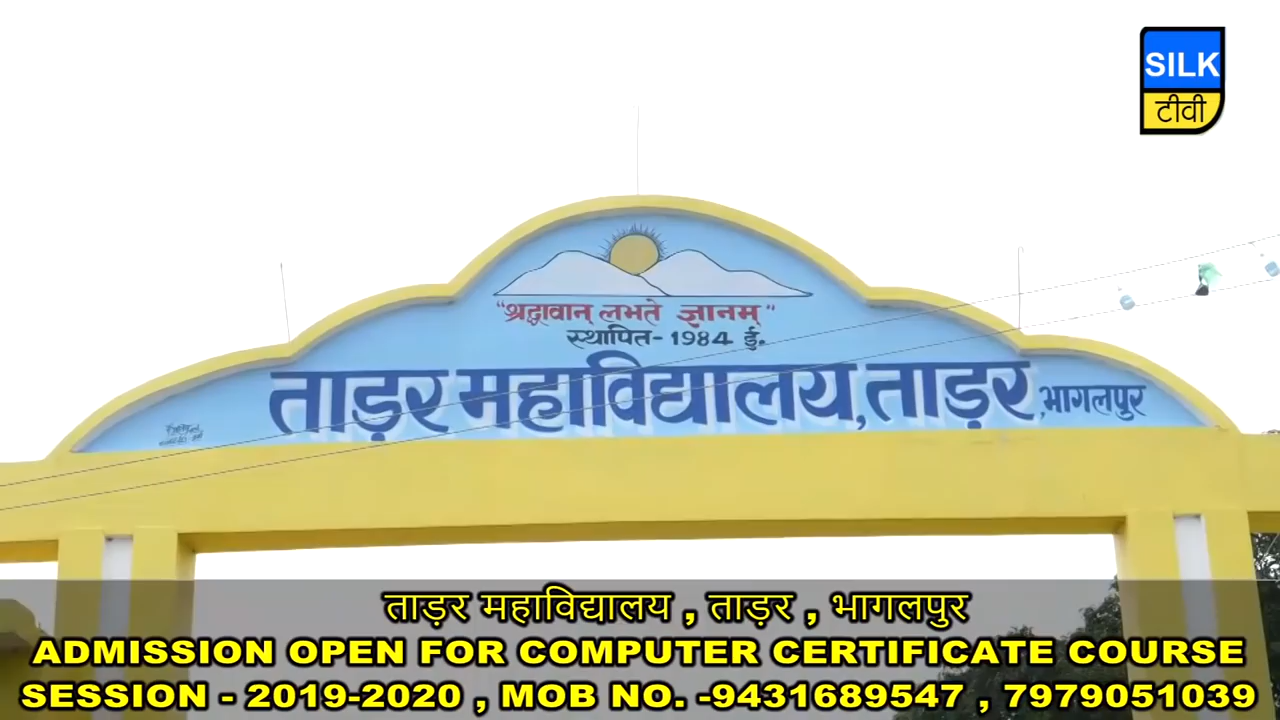 SILK
टीवी
"श्रद्धावान् लभते ज्ञानम्"
स्थापित-1984 ई.
ताड़र महाविद्यालय,ताड़र,भागलपुर
ताड़र महाविद्यालय , ताड़र , भागलपुर
ADMISSION OPEN FOR COMPUTER CERTIFICATE COURSE
SESSION - 2019-2020 , MOB NO. -9431689547 , 7979051039